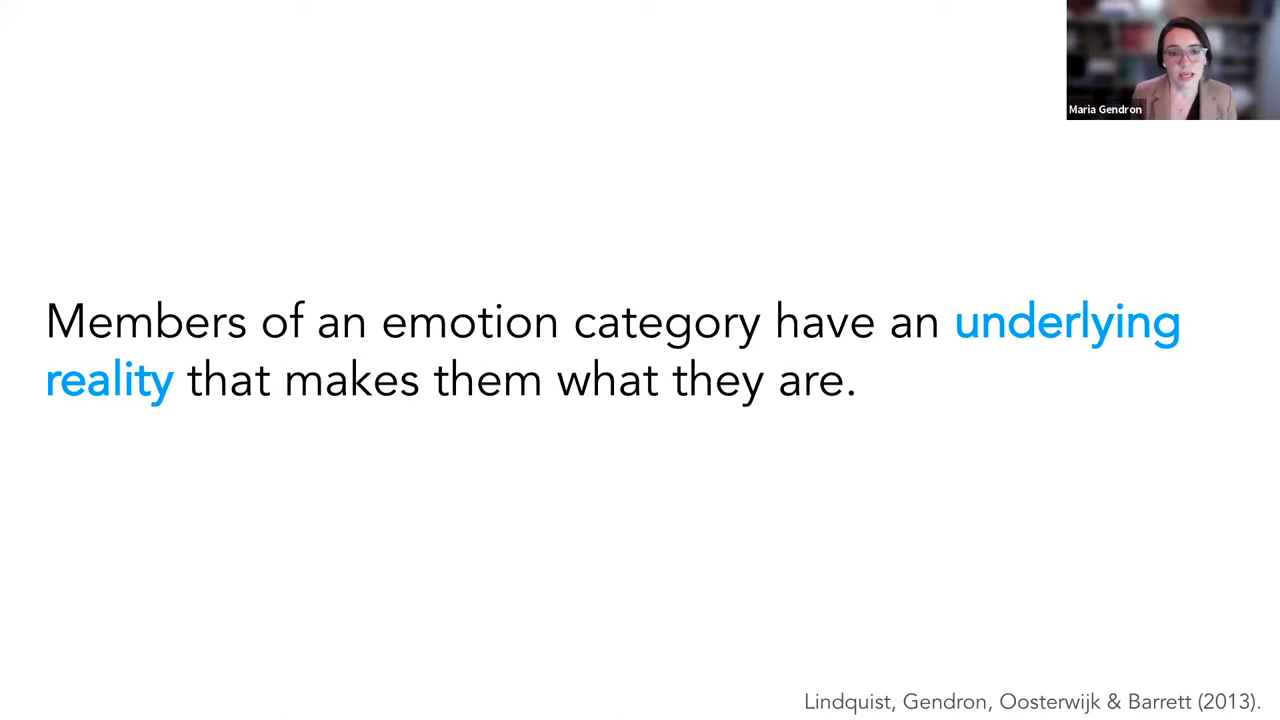 Maria Gendron
Members of an emotion category have an underlying
reality that makes them what they are.
Lindquist, Gendron, Oosterwijk & Barrett (2013).